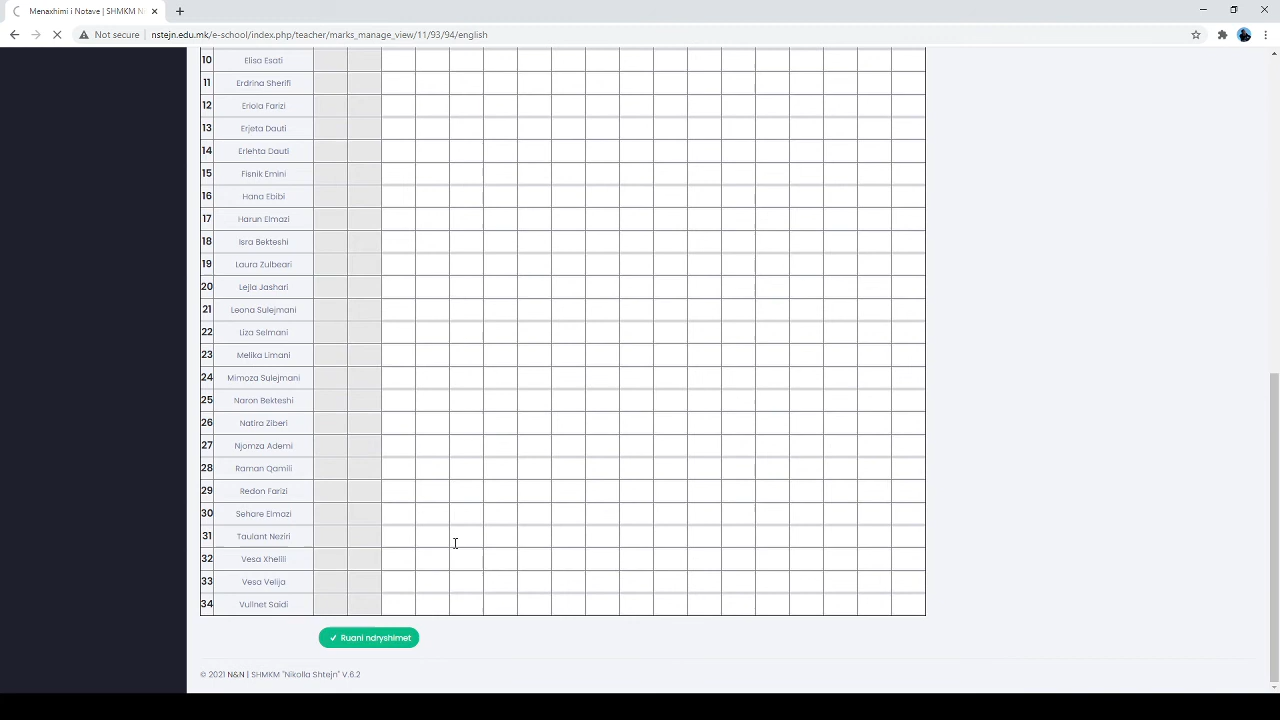 Menaxhimi i Notave | SHMKM N
Not secure nstejn.edu.mk/e-school/index.php/teacher/marks_manage_view/11/93/94/english
10 Elisa Esati
11 Erdrina Sherifi
12 Eriola Farizi
13 Erjeta Dauti
14 Erlehta Dauti
15 Fisnik Emini
16 Hana Ebibi
17 Harun Elmazi
18 Isra Bekteshi
19 Laura Zulbeari
20 Lejla Jashari
21 Leona Sulejmani
22 Liza Selmani
23 Melika Limani
24 Mimoza Sulejmani
25 Naron Bekteshi
26 Natira Ziberi
27 Njomza Ademi
28 Raman Qamili
29 Redon Farizi
30 Sehare Elmazi
31 Taulant Neziri
32 Vesa Xhelili
33 Vesa Velija
34 Vullnet Saidi
Ruani ndryshimet
© 2021 N&N | SHMKM "Nikolla Shtejn" V.6.2